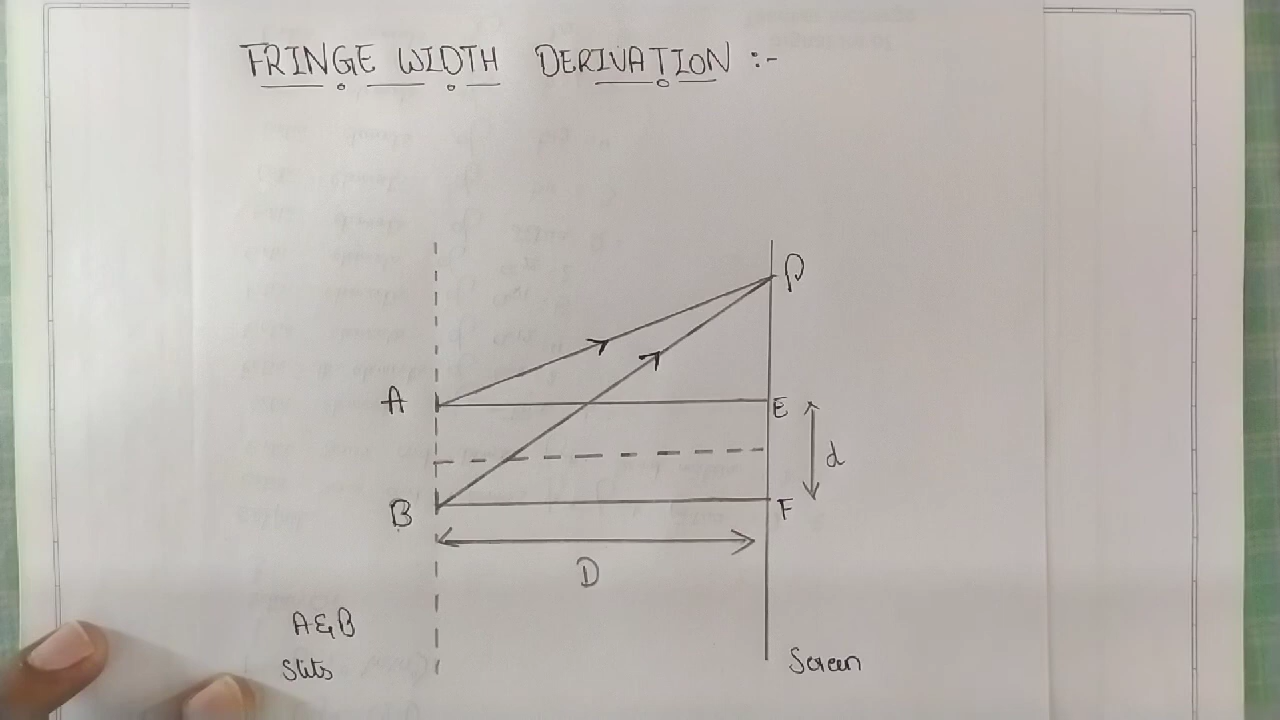 FRINGE WIDTH DERIVATION :-
P
A
E
d
B
F
D
A & B
Slits
Screen